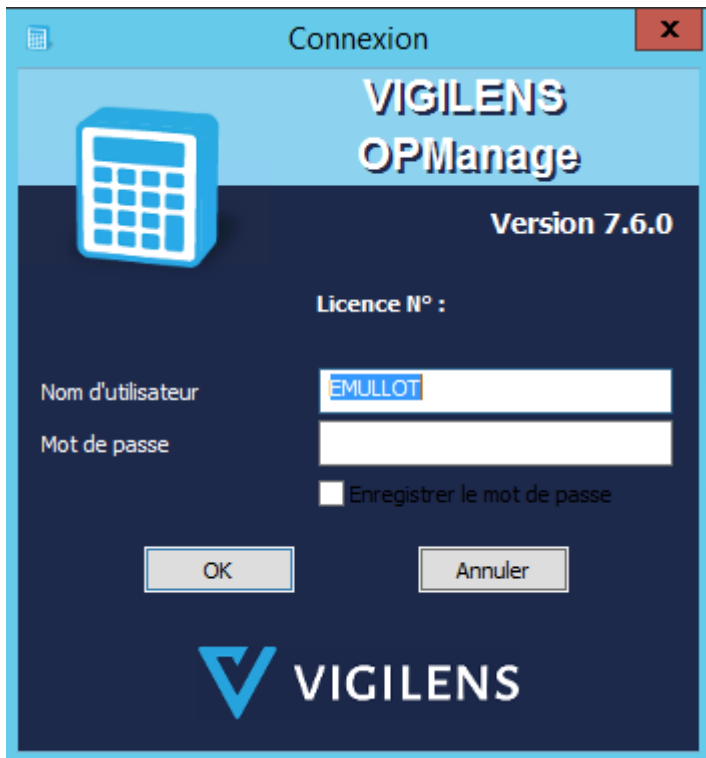 Connexion
x
VIGILENS
OPManage
Version 7.6.0
Licence N° :
Nom d'utilisateur
EMULLOT
Mot de passe
Enregistrer le mot de passe
OK
Annuler
VIGILENS